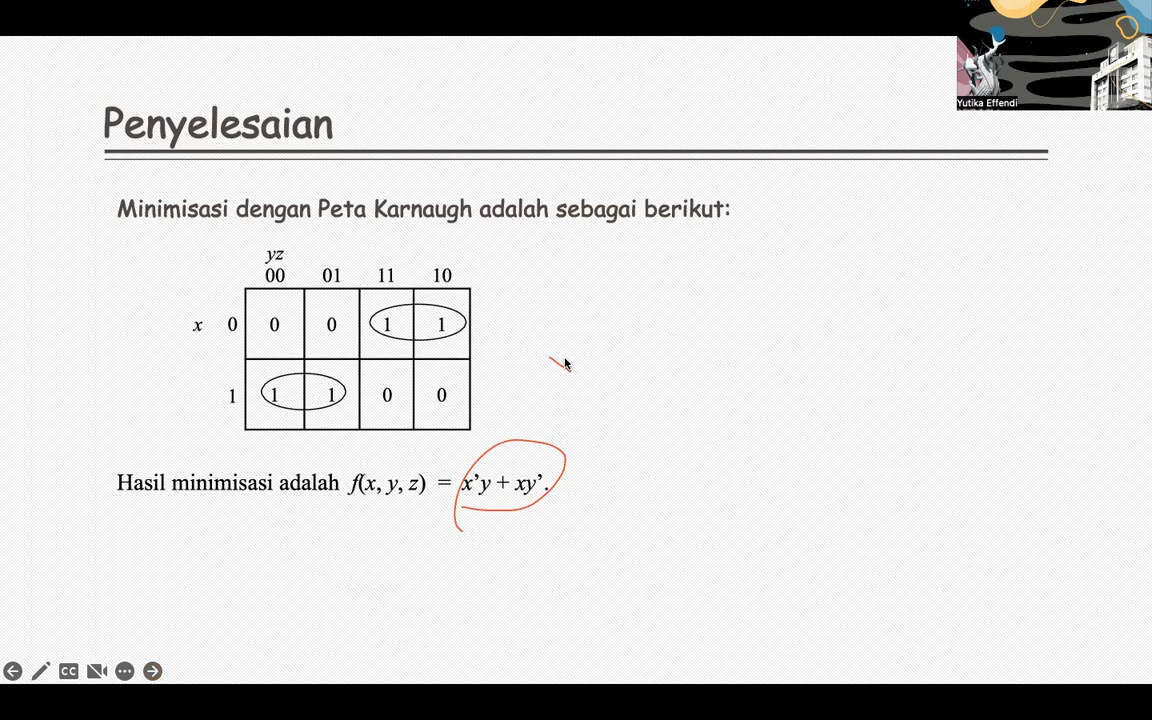 Yutika Effendi
Penyelesaian
Minimisasi dengan Peta Karnaugh adalah sebagai berikut:
yz
00 01 11 10
x 0 0 0 1 1
1 1 1 0 0
Hasil minimisasi adalah f(x, y, z) = x’y + xy’.
CC